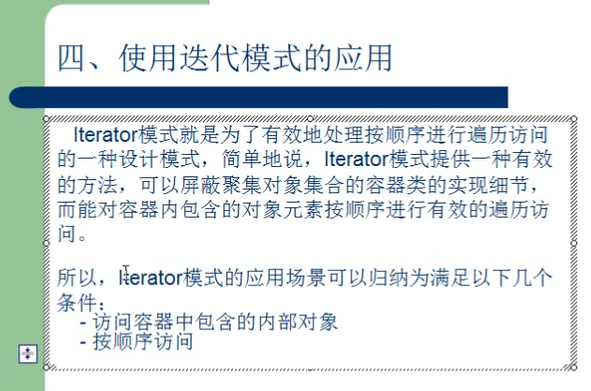 四、使用迭代模式的应用
Iterator模式就是为了有效地处理按顺序进行遍历访问
的一种设计模式，简单地说，Iterator模式提供一种有效
的方法，可以屏蔽聚集对象集合的容器类的实现细节，
而能对容器内包含的对象元素按顺序进行有效的遍历访
问。
所以，Iterator模式的应用场景可以归纳为满足以下几个
条件：
- 访问容器中包含的内部对象
- 按顺序访问